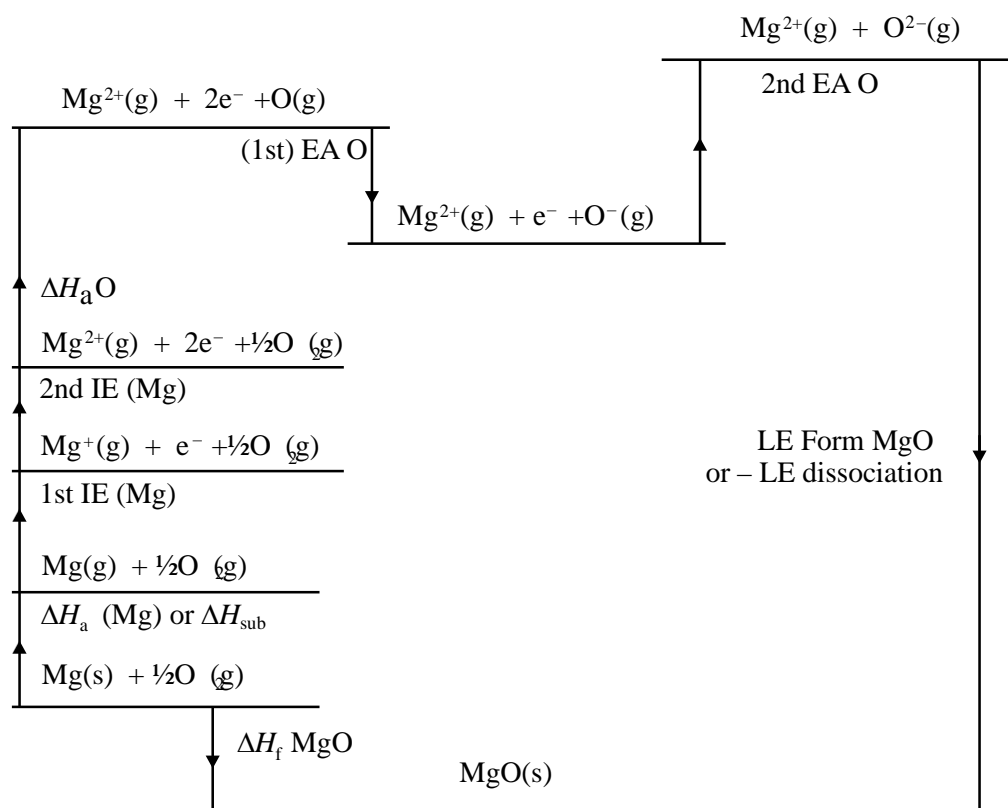 Mg²⁺(g) + O²⁻(g)
2nd EA O
Mg²⁺(g) + 2e⁻ +O(g)
(1st) EA O
Mg²⁺(g) + e⁻ +O⁻(g)
ΔHₐO
Mg²⁺(g) + 2e⁻ +½O₂(g)
2nd IE (Mg)
Mg⁺(g) + e⁻ +½O₂(g)
LE Form MgO
or – LE dissociation
1st IE (Mg)
Mg(g) + ½O₂(g)
ΔHₐ (Mg) or ΔH_sub
Mg(s) + ½O₂(g)
ΔH_f MgO
MgO(s)